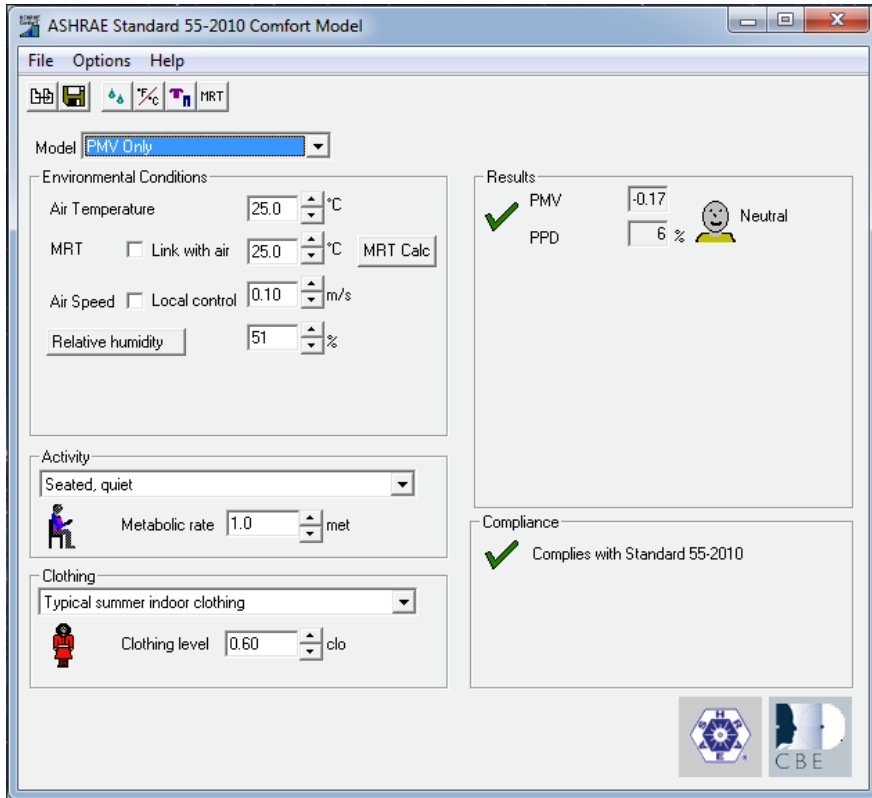 ASHRAE Standard 55-2010 Comfort Model
File Options Help
°F/°C MRT
Model PMV Only
Environmental Conditions
Air Temperature 25.0 °C
MRT Link with air 25.0 °C MRT Calc
Air Speed Local control 0.10 m/s
Relative humidity 51 %
Activity
Seated, quiet
Metabolic rate 1.0 met
Clothing
Typical summer indoor clothing
Clothing level 0.60 clo
Results
PMV -0.17
PPD 6 %
Neutral
Compliance
Complies with Standard 55-2010
CBE